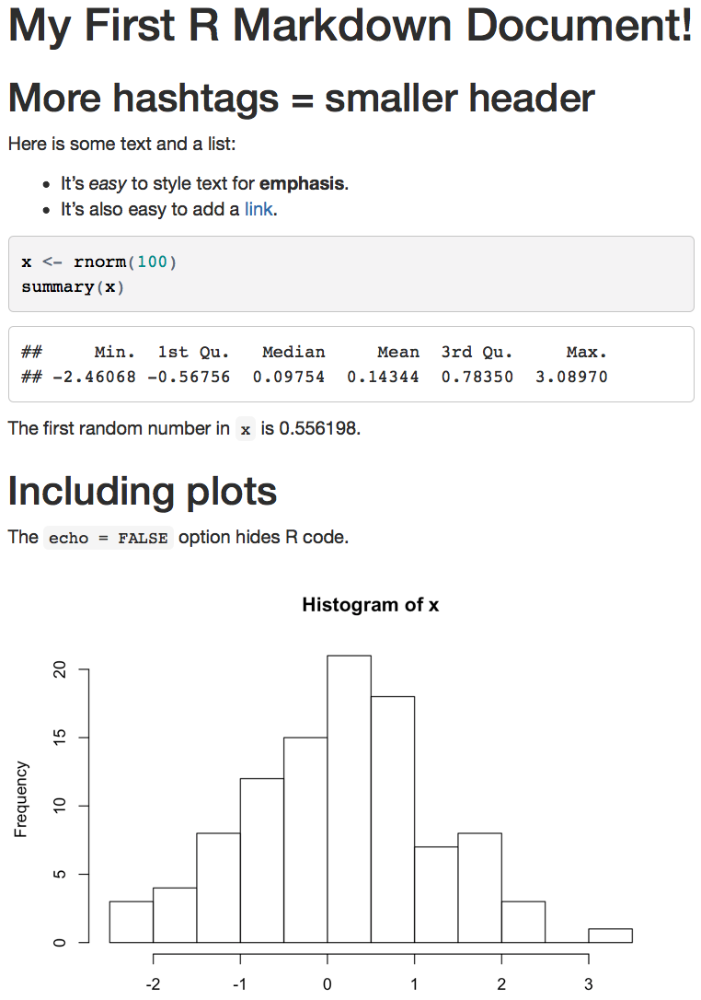 My First R Markdown Document!
More hashtags = smaller header
Here is some text and a list:
• It’s easy to style text for emphasis.
• It’s also easy to add a link.
x <- rnorm(100)
summary(x)
##     Min.  1st Qu.   Median     Mean  3rd Qu.     Max.
## -2.46068 -0.56756  0.09754  0.14344  0.78350  3.08970
The first random number in x is 0.556198.
Including plots
The echo = FALSE option hides R code.
Histogram of x
Frequency
20
15
10
5
0
-2 -1 0 1 2 3